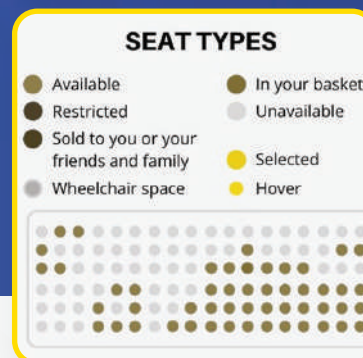 SEAT TYPES
Available
In your basket
Restricted
Unavailable
Sold to you or your
friends and family
Selected
Wheelchair space
Hover